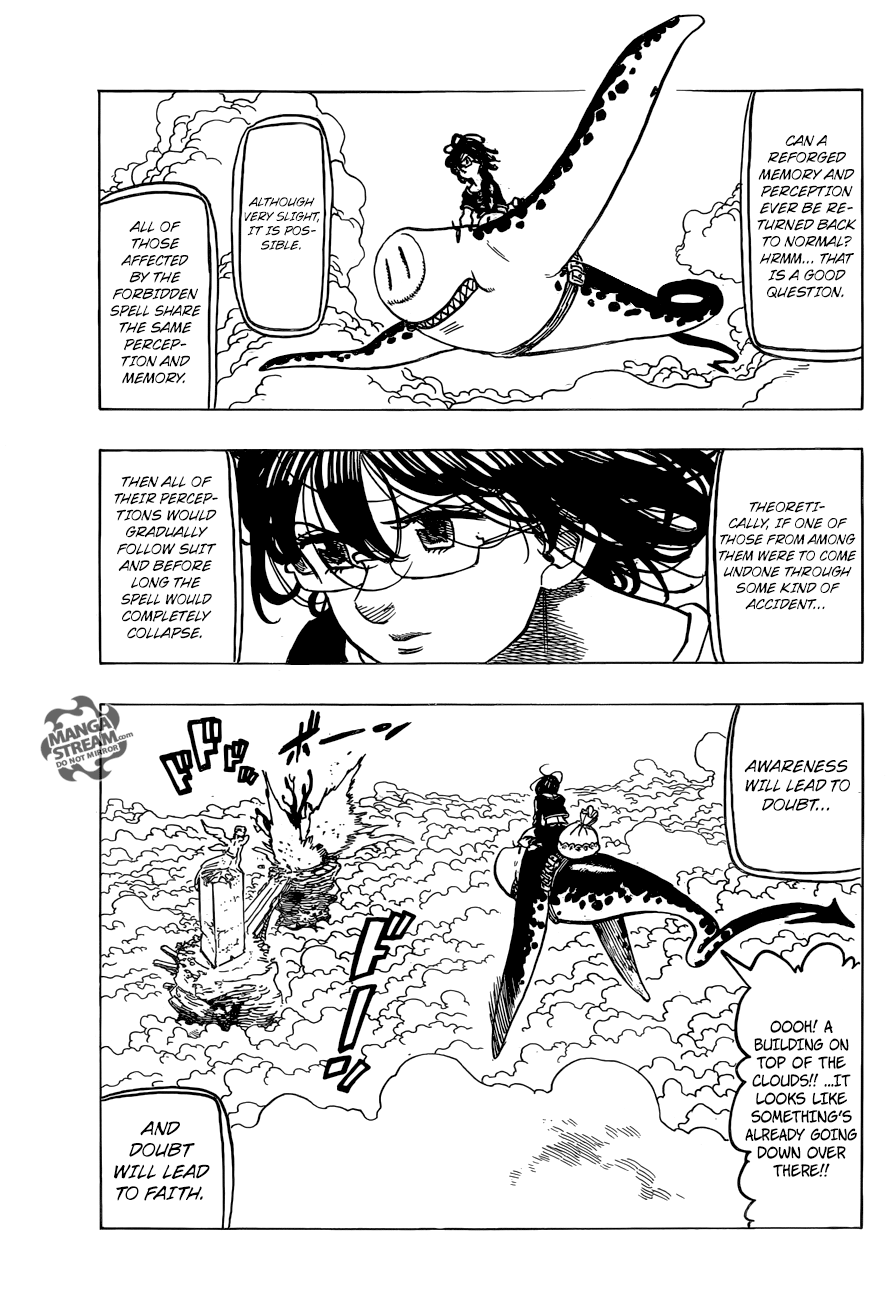 CAN A
REFORGED
MEMORY AND
PERCEPTION
EVER BE RE-
TURNED BACK
TO NORMAL?
HRMM... THAT
IS A GOOD
QUESTION.
ALTHOUGH
VERY SLIGHT,
IT IS POS-
SIBLE.
ALL OF
THOSE
AFFECTED
BY THE
FORBIDDEN
SPELL SHARE
THE SAME
PERCEP-
TION AND
MEMORY.
THEORETI-
CALLY, IF ONE OF
THOSE FROM AMONG
THEM WERE TO COME
UNDONE THROUGH
SOME KIND OF
ACCIDENT...
THEN ALL OF
THEIR PERCEP-
TIONS WOULD
GRADUALLY
FOLLOW SUIT
AND BEFORE
LONG THE
SPELL WOULD
COMPLETELY
COLLAPSE.
MANGA
STREAM.com
DO NOT MIRROR
AWARENESS
WILL LEAD TO
DOUBT...
ボーン
ドドド
ドーン
OOOH! A
BUILDING ON
TOP OF THE
CLOUDS!! ...IT
LOOKS LIKE
SOMETHING'S
ALREADY GOING
DOWN OVER
THERE!!
AND
DOUBT
WILL LEAD
TO FAITH.